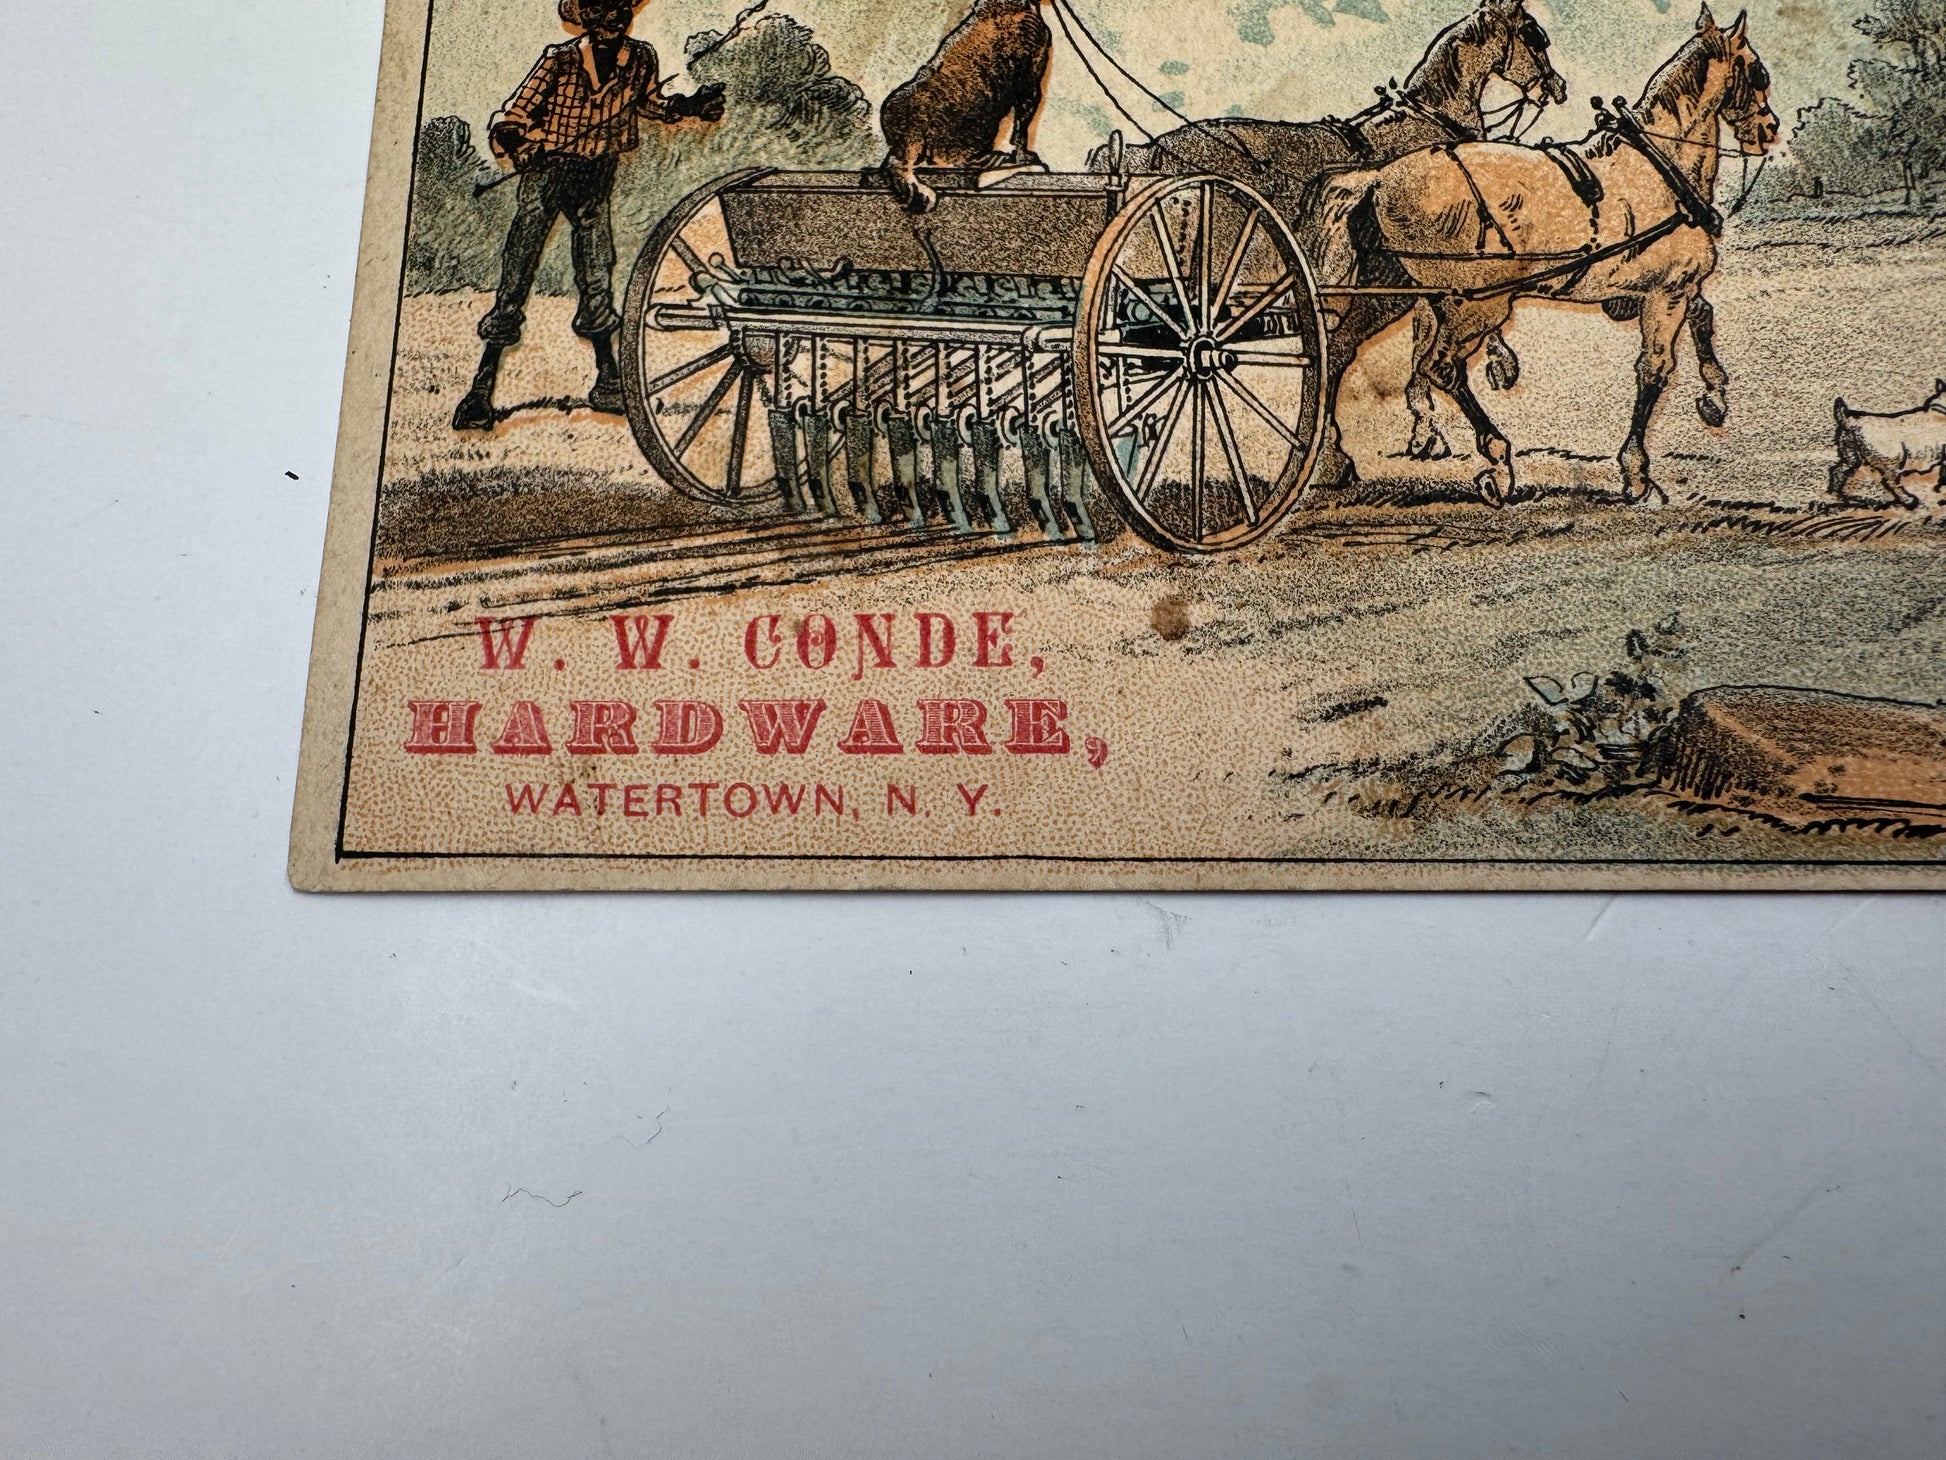 W. W. CONDE,
HARDWARE,
WATERTOWN, N. Y.